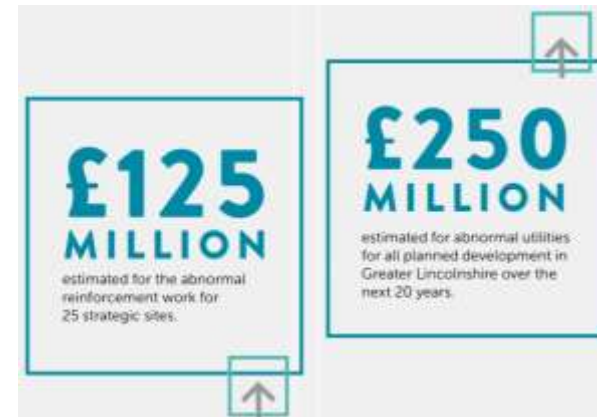 £125
MILLION
estimated for the abnormal
reinforcement work for
25 strategic sites.
£250
MILLION
estimated for abnormal utilities
for all planned development in
Greater Lincolnshire over the
next 20 years.